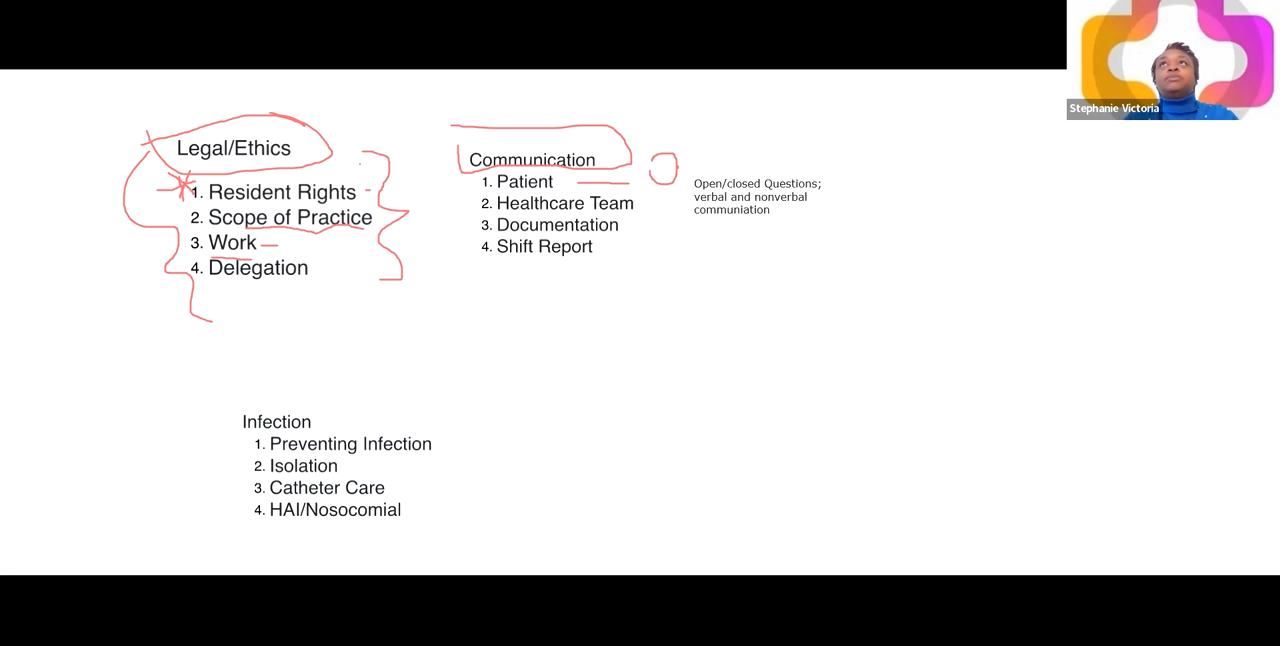 Stephanie Victoria
Legal/Ethics
1. Resident Rights
2. Scope of Practice
3. Work
4. Delegation
Communication
1. Patient
2. Healthcare Team
3. Documentation
4. Shift Report
Open/closed Questions;
verbal and nonverbal
communiation
Infection
1. Preventing Infection
2. Isolation
3. Catheter Care
4. HAI/Nosocomial